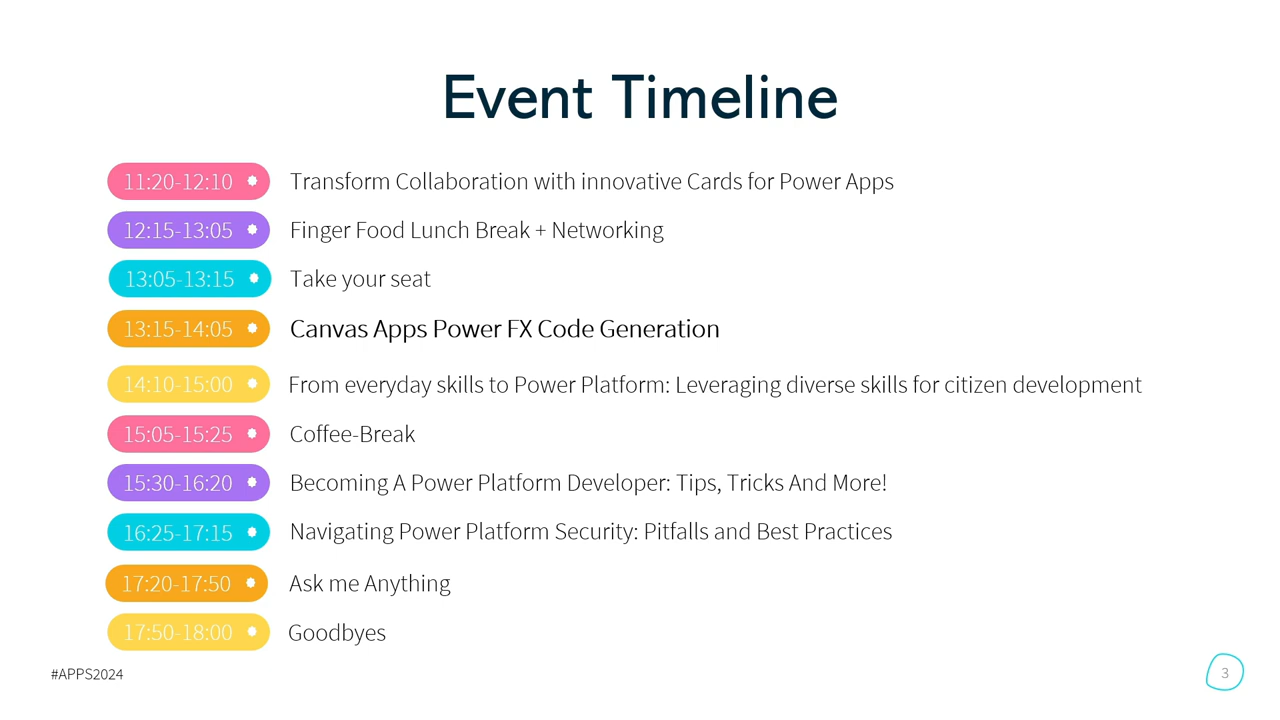 Event Timeline
11:20-12:10 Transform Collaboration with innovative Cards for Power Apps
12:15-13:05 Finger Food Lunch Break + Networking
13:05-13:15 Take your seat
13:15-14:05 Canvas Apps Power FX Code Generation
14:10-15:00 From everyday skills to Power Platform: Leveraging diverse skills for citizen development
15:05-15:25 Coffee-Break
15:30-16:20 Becoming A Power Platform Developer: Tips, Tricks And More!
16:25-17:15 Navigating Power Platform Security: Pitfalls and Best Practices
17:20-17:50 Ask me Anything
17:50-18:00 Goodbyes
#APPS2024
3